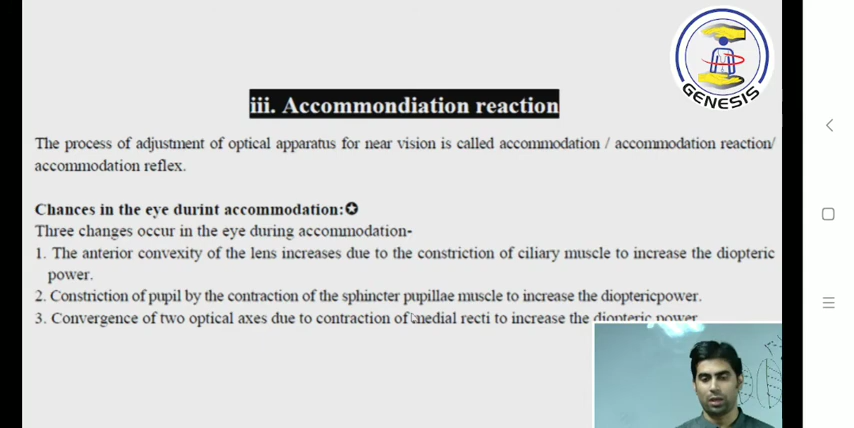 GENESIS
iii. Accommondiation reaction
The process of adjustment of optical apparatus for near vision is called accommodation / accommodation reaction/
accommodation reflex.
Chances in the eye durint accommodation:✪
Three changes occur in the eye during accommodation-
1. The anterior convexity of the lens increases due to the constriction of ciliary muscle to increase the diopteric
power.
2. Constriction of pupil by the contraction of the sphincter pupillae muscle to increase the dioptericpower.
3. Convergence of two optical axes due to contraction of medial recti to increase the diopteric power